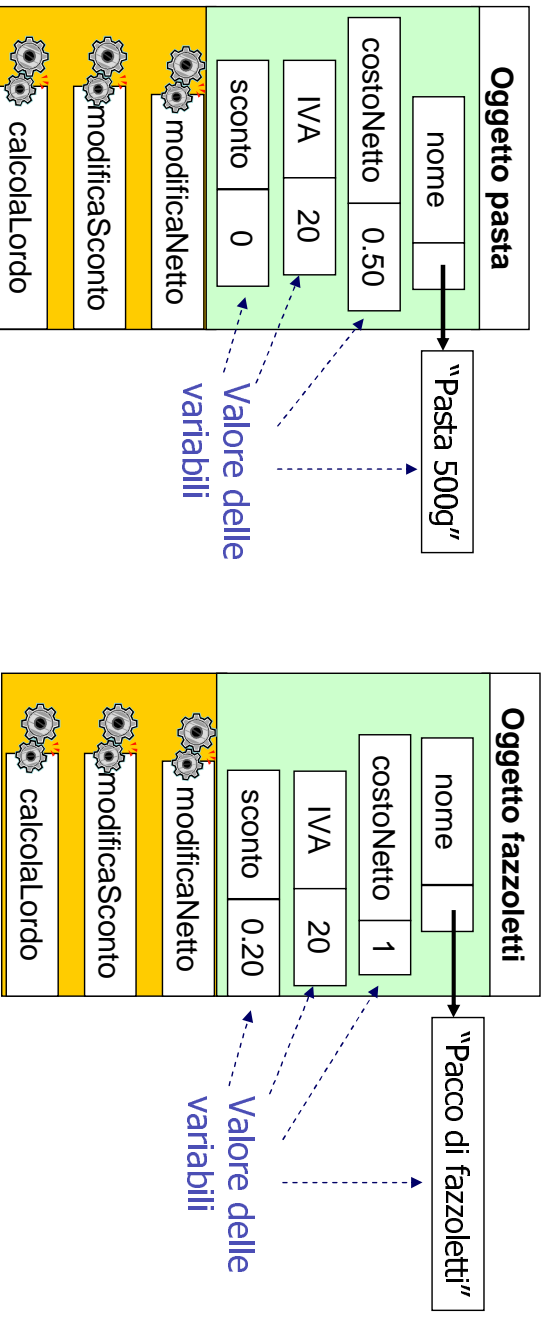 Oggetto pasta
nome
"Pasta 500g"
costoNetto 0.50
IVA 20
sconto 0
Valore delle
variabili
modificaNetto
modificaSconto
calcolaLordo
Oggetto fazzoletti
nome
"Pacco di fazzoletti"
costoNetto 1
IVA 20
sconto 0.20
Valore delle
variabili
modificaNetto
modificaSconto
calcolaLordo